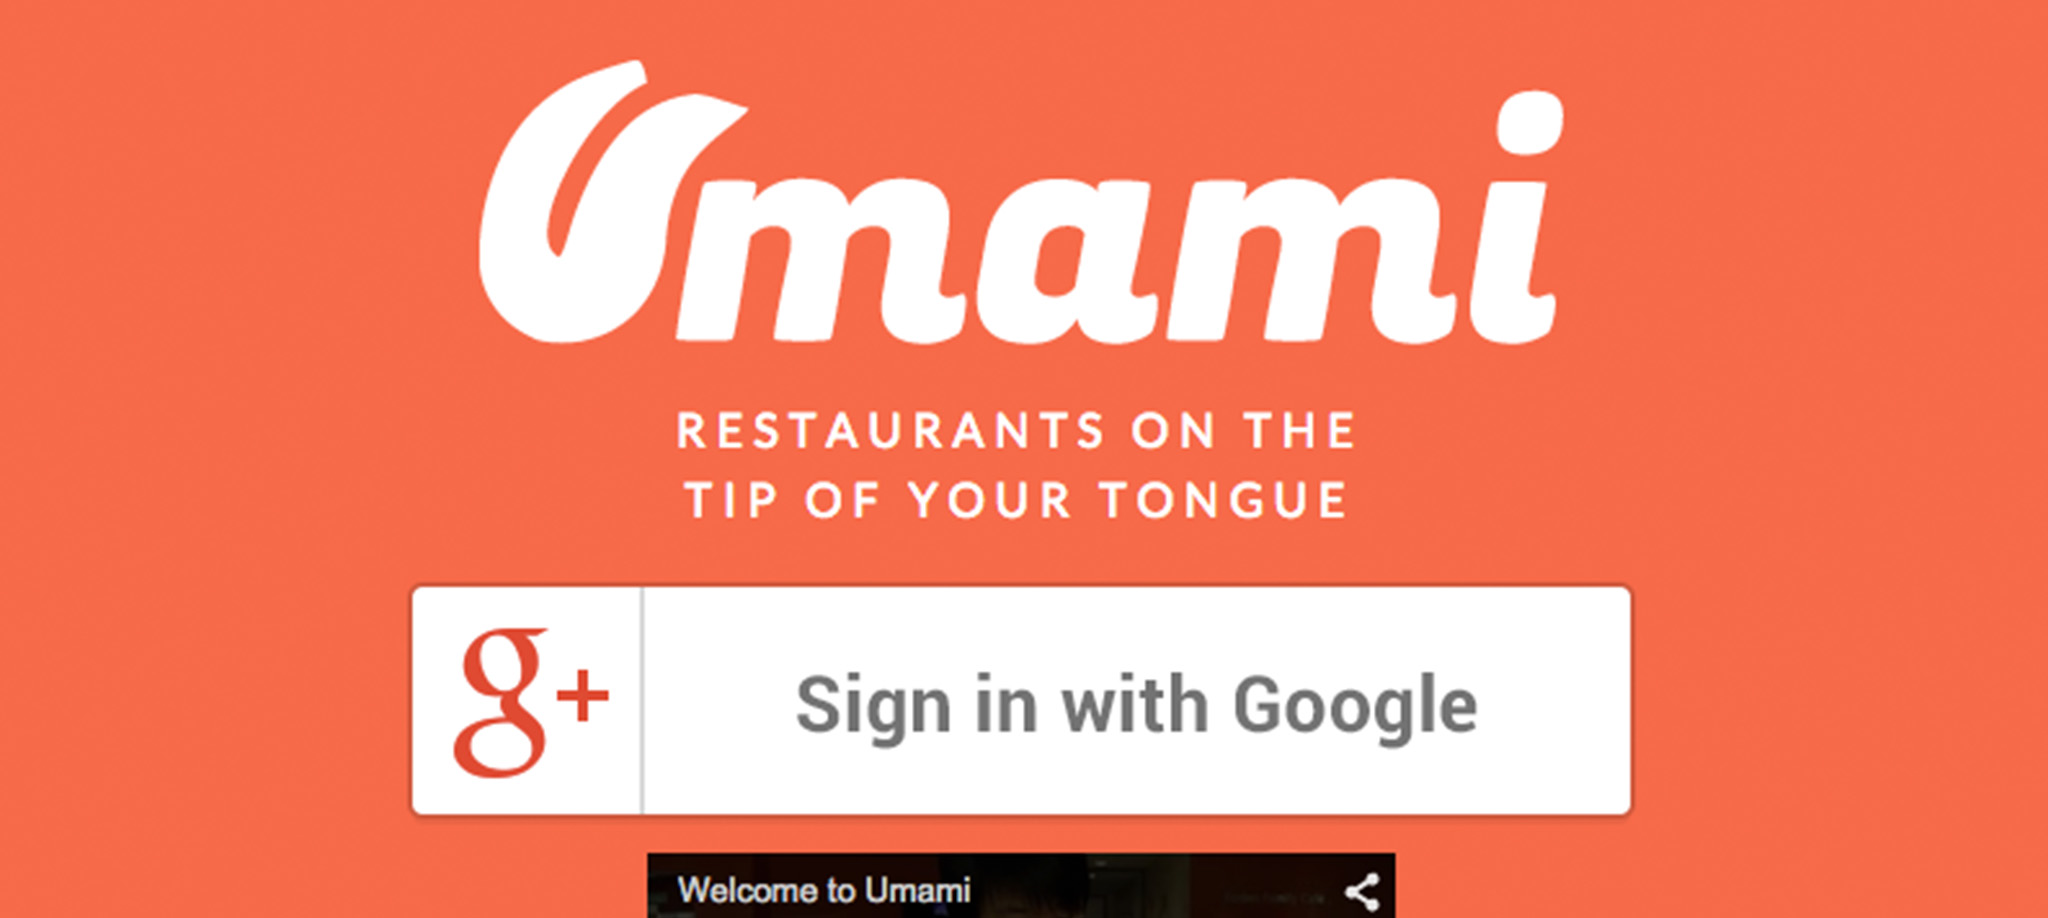 Umami
RESTAURANTS ON THE
TIP OF YOUR TONGUE
g+
Sign in with Google
Welcome to Umami